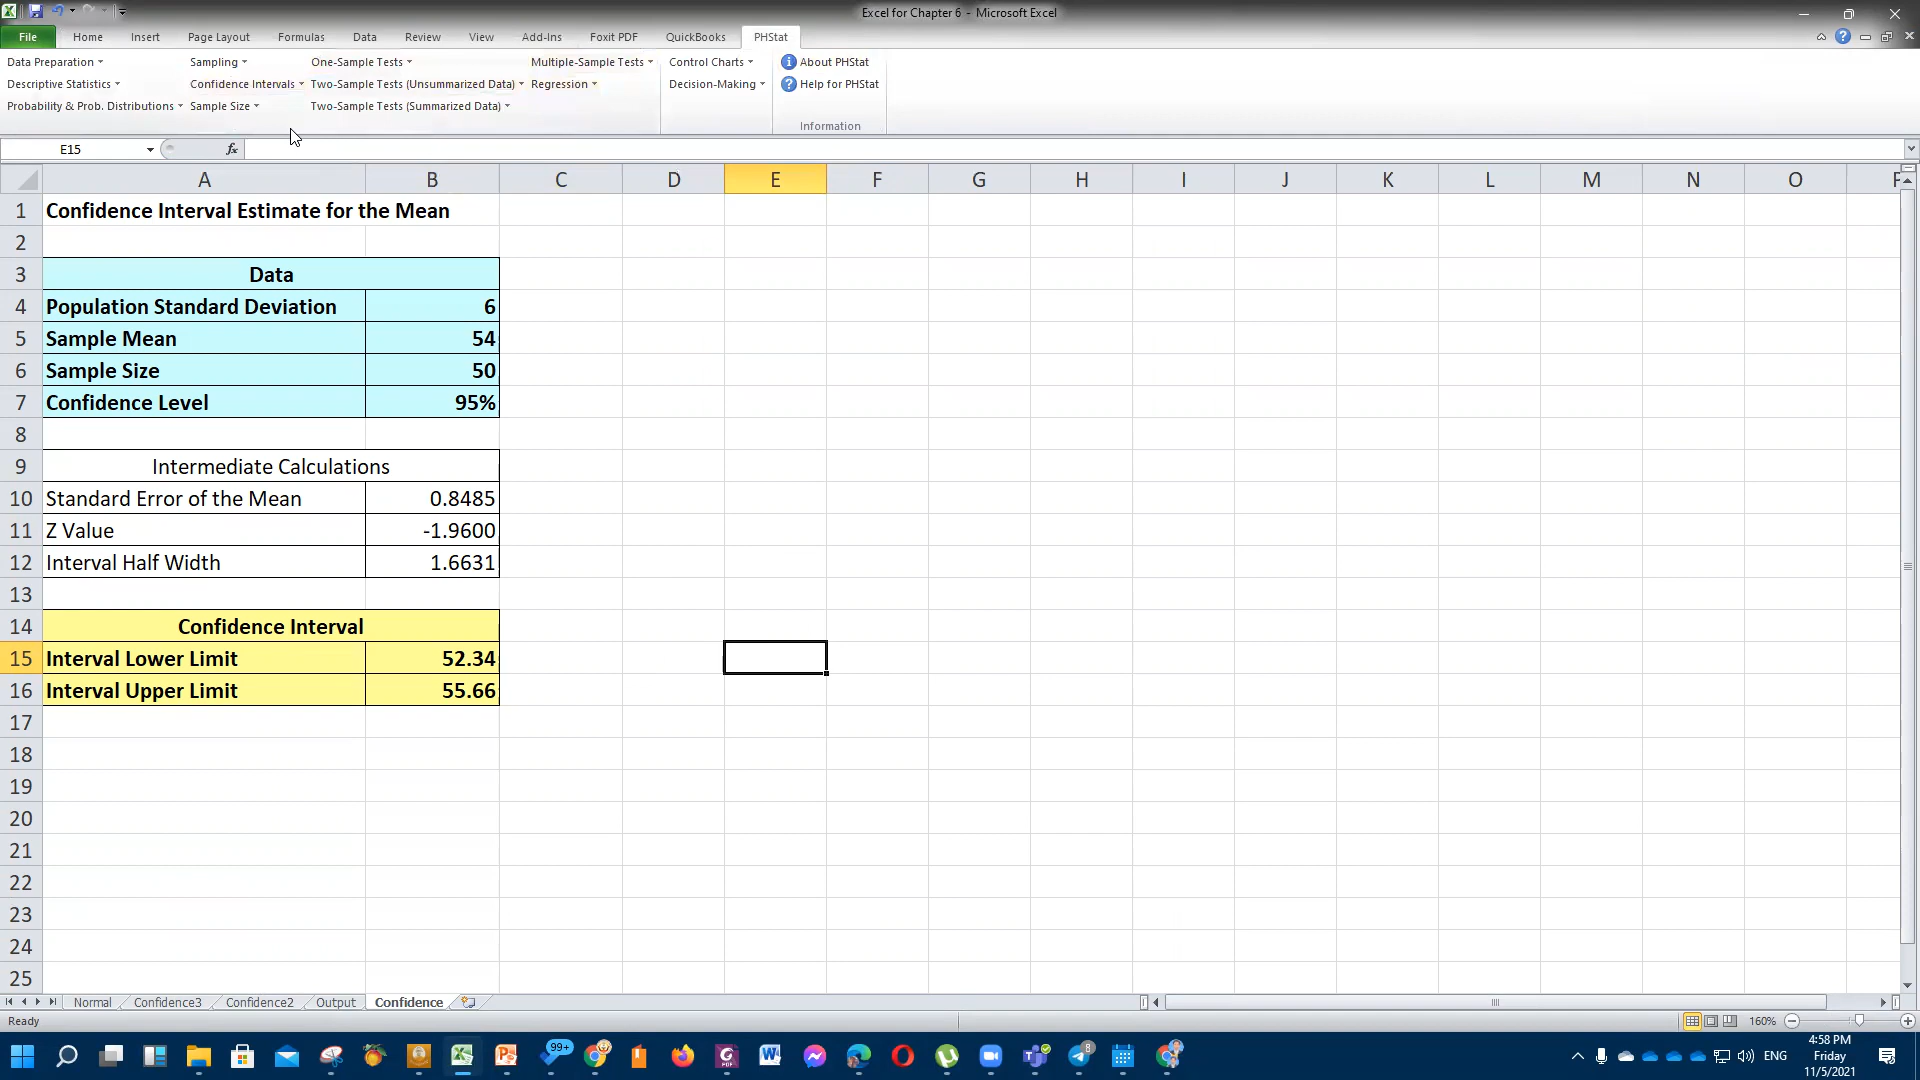 Excel for Chapter 6 - Microsoft Excel
File Home Insert Page Layout Formulas Data Review View Add-Ins Foxit PDF QuickBooks PHStat
Data Preparation Sampling One-Sample Tests Multiple-Sample Tests Control Charts About PHStat
Descriptive Statistics Confidence Intervals Two-Sample Tests (Unsummarized Data) Regression Decision-Making Help for PHStat
Probability & Prob. Distributions Sample Size Two-Sample Tests (Summarized Data)
Information
E15 fx
A B C D E F G H I J K L M N O
1 Confidence Interval Estimate for the Mean
2
3 Data
4 Population Standard Deviation 6
5 Sample Mean 54
6 Sample Size 50
7 Confidence Level 95%
8
9 Intermediate Calculations
10 Standard Error of the Mean 0.8485
11 Z Value -1.9600
12 Interval Half Width 1.6631
13
14 Confidence Interval
15 Interval Lower Limit 52.34
16 Interval Upper Limit 55.66
17
18
19
20
21
22
23
24
25
Normal Confidence3 Confidence2 Output Confidence
Ready 160%
99+ 8 ENG
4:58 PM
Friday
11/5/2021